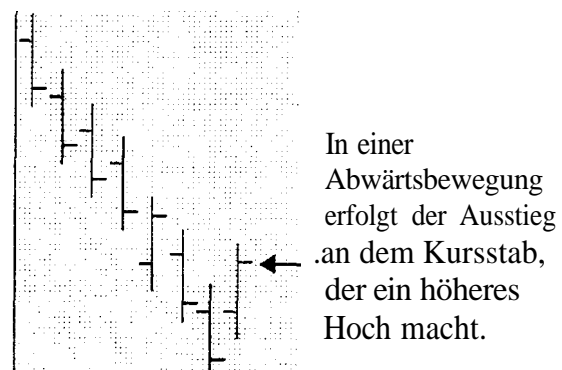 In einer
Abwärtsbewegung
erfolgt der Ausstieg
.an dem Kursstab,
der ein höheres
Hoch macht.